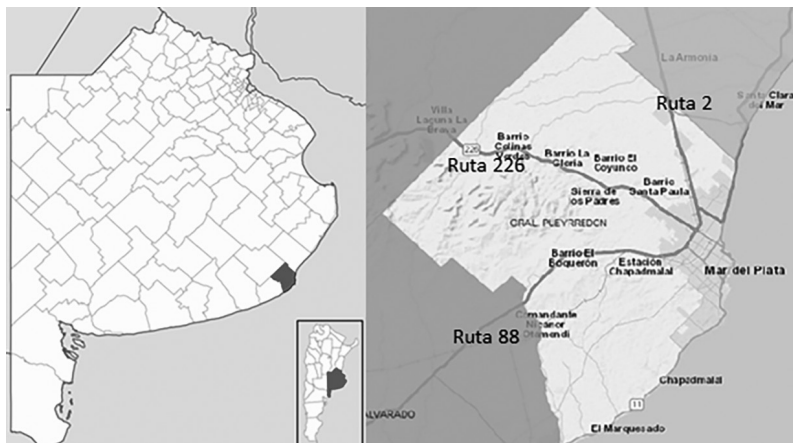 La Armonia
Santa Clara
del Mar
Ruta 2
Villa
Laguna La
Brava
226
Barrio
Colinas
Verdes
Barrio La
Gloria
Barrio El
Coyunco
Ruta 226
Sierra de
los Padres
Barrio
Santa Paula
GRAL. PUEYRREDON
Barrio El
Boquerón
Estación
Chapadmalal
Mar del Plata
Comandante
Nicanor
Otamendi
Ruta 88
Chapadmalal
11
ALVARADO
El Marquesado